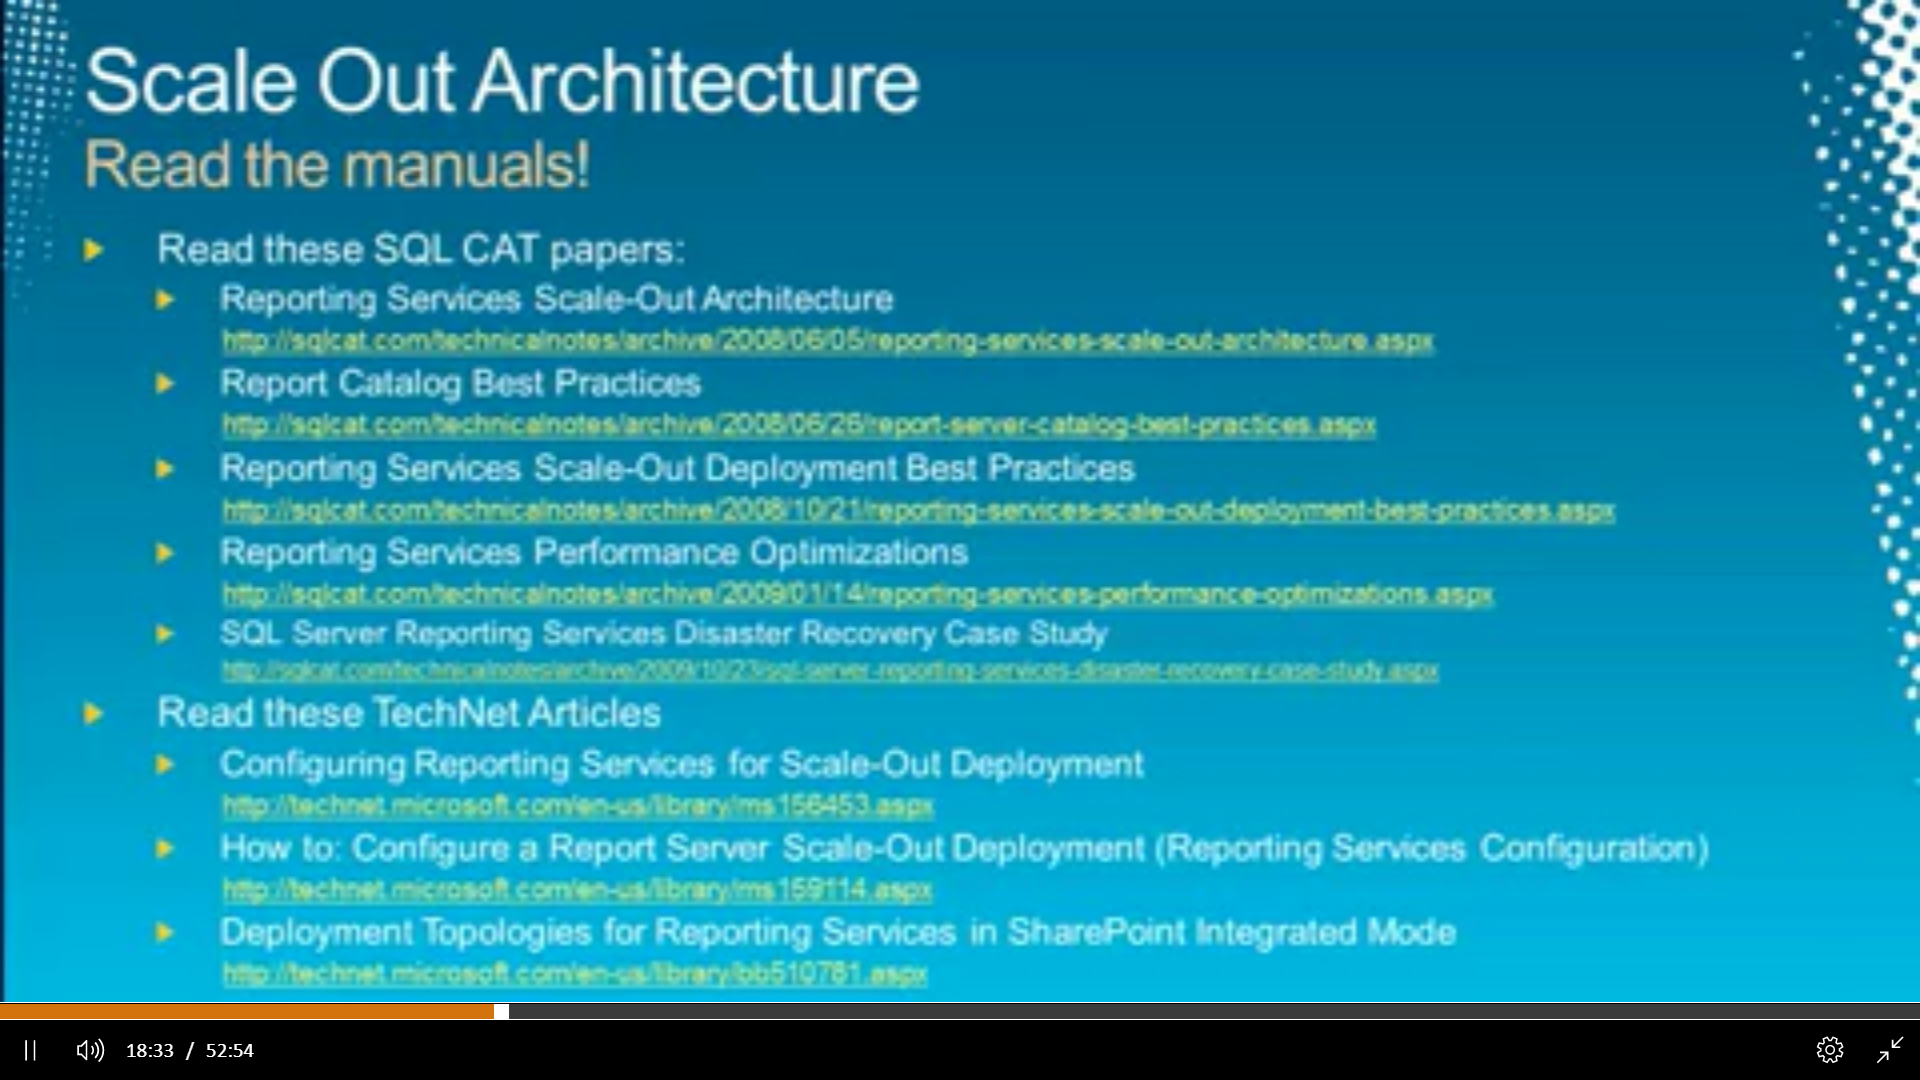 Scale Out Architecture
Read the manuals!
Read these SQL CAT papers:
Reporting Services Scale-Out Architecture
http://sqlcat.com/technicalnotes/archive/2008/06/05/reporting-services-scale-out-architecture.aspx
Report Catalog Best Practices
http://sqlcat.com/technicalnotes/archive/2008/06/26/report-server-catalog-best-practices.aspx
Reporting Services Scale-Out Deployment Best Practices
http://sqlcat.com/technicalnotes/archive/2008/10/21/reporting-services-scale-out-deployment-best-practices.aspx
Reporting Services Performance Optimizations
http://sqlcat.com/technicalnotes/archive/2009/01/14/reporting-services-performance-optimizations.aspx
SQL Server Reporting Services Disaster Recovery Case Study
http://sqlcat.com/technicalnotes/archive/2009/10/23/sql-server-reporting-services-disaster-recovery-case-study.aspx
Read these TechNet Articles
Configuring Reporting Services for Scale-Out Deployment
http://technet.microsoft.com/en-us/library/ms156453.aspx
How to: Configure a Report Server Scale-Out Deployment (Reporting Services Configuration)
http://technet.microsoft.com/en-us/library/ms159114.aspx
Deployment Topologies for Reporting Services in SharePoint Integrated Mode
http://technet.microsoft.com/en-us/library/bb510781.aspx
18:33 / 52:54